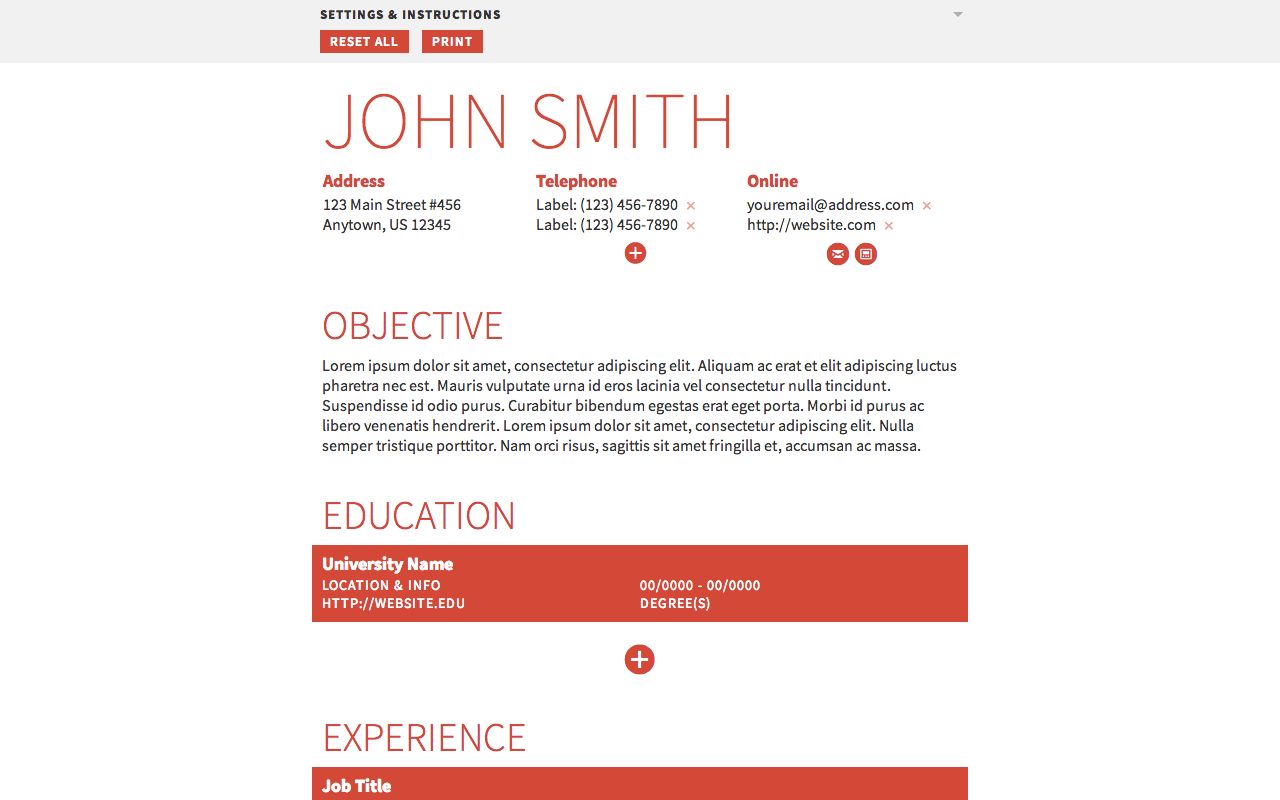 SETTINGS & INSTRUCTIONS
RESET ALL PRINT
JOHN SMITH
Address Telephone Online
123 Main Street #456 Label: (123) 456-7890 youremail@address.com
Anytown, US 12345 Label: (123) 456-7890 http://website.com
OBJECTIVE
Lorem ipsum dolor sit amet, consectetur adipiscing elit. Aliquam ac erat et elit adipiscing luctus
pharetra nec est. Mauris vulputate urna id eros lacinia vel consectetur nulla tincidunt.
Suspendisse id odio purus. Curabitur bibendum egestas erat eget porta. Morbi id purus ac
libero venenatis hendrerit. Lorem ipsum dolor sit amet, consectetur adipiscing elit. Nulla
semper tristique porttitor. Nam orci risus, sagittis sit amet fringilla et, accumsan ac massa.
EDUCATION
University Name
LOCATION & INFO 00/0000 - 00/0000
HTTP://WEBSITE.EDU DEGREE(S)
EXPERIENCE
Job Title